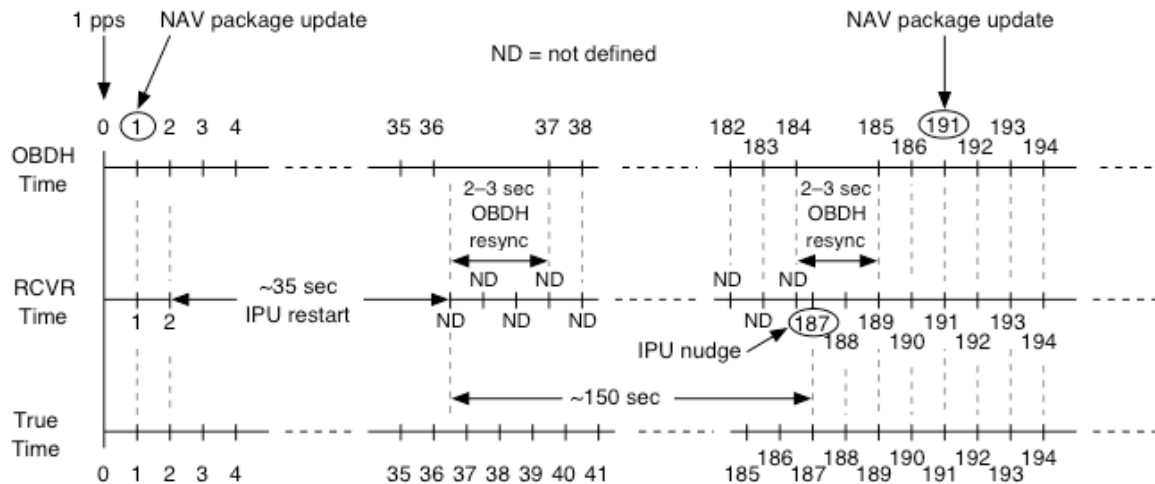 1 pps
NAV package update
NAV package update
ND = not defined
0 1 2 3 4 35 36 37 38 182 184 185 191 193
183 186 192 194
OBDH
Time
2–3 sec
OBDH
resync
2–3 sec
OBDH
resync
ND ND ND ND
RCVR
Time
~35 sec
IPU restart
1 2 ND ND ND ND 187 189 191 193
188 190 192 194
IPU nudge
~150 sec
True
Time
186 188 190 192 194
0 1 2 3 4 35 36 37 38 39 40 41 185 187 189 191 193